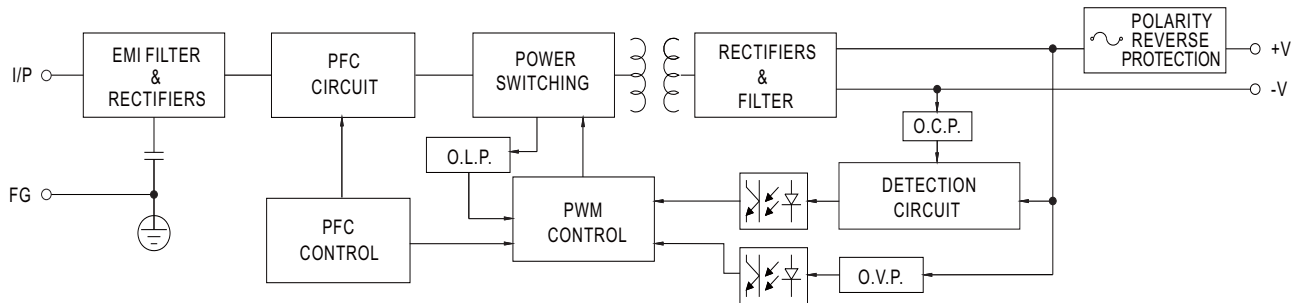 I/P
EMI FILTER
&
RECTIFIERS
PFC
CIRCUIT
POWER
SWITCHING
RECTIFIERS
&
FILTER
POLARITY
REVERSE
PROTECTION
+V
-V
O.C.P.
O.L.P.
DETECTION
CIRCUIT
FG
PFC
CONTROL
PWM
CONTROL
O.V.P.